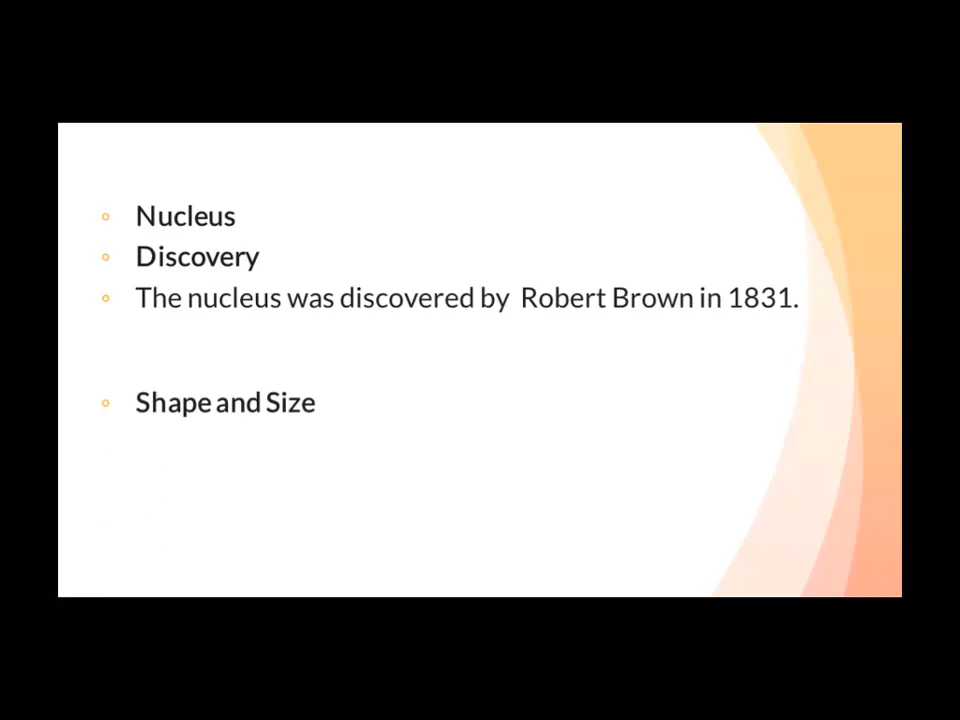 Nucleus
Discovery
The nucleus was discovered by Robert Brown in 1831.
Shape and Size